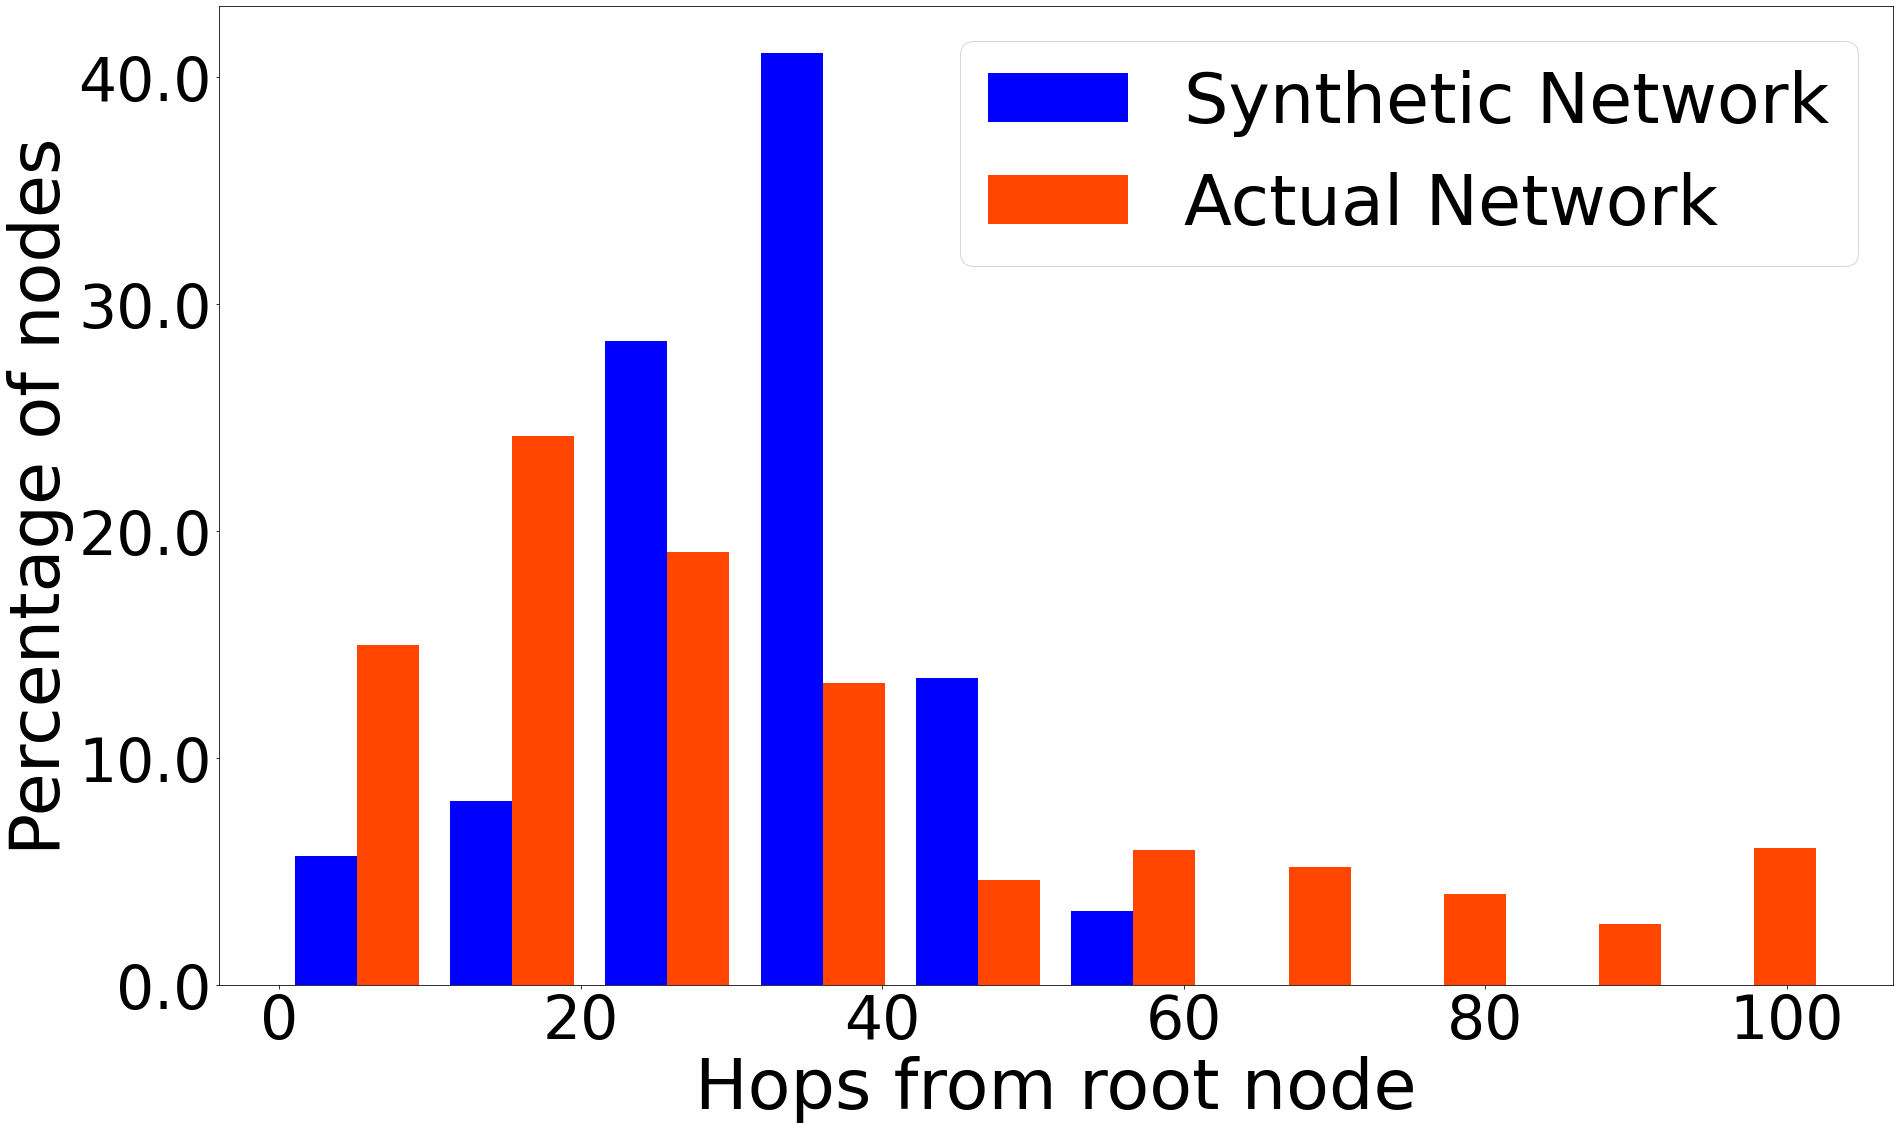 Synthetic Network
Actual Network
Percentage of nodes
40.0
30.0
20.0
10.0
0.0
0 20 40 60 80 100
Hops from root node